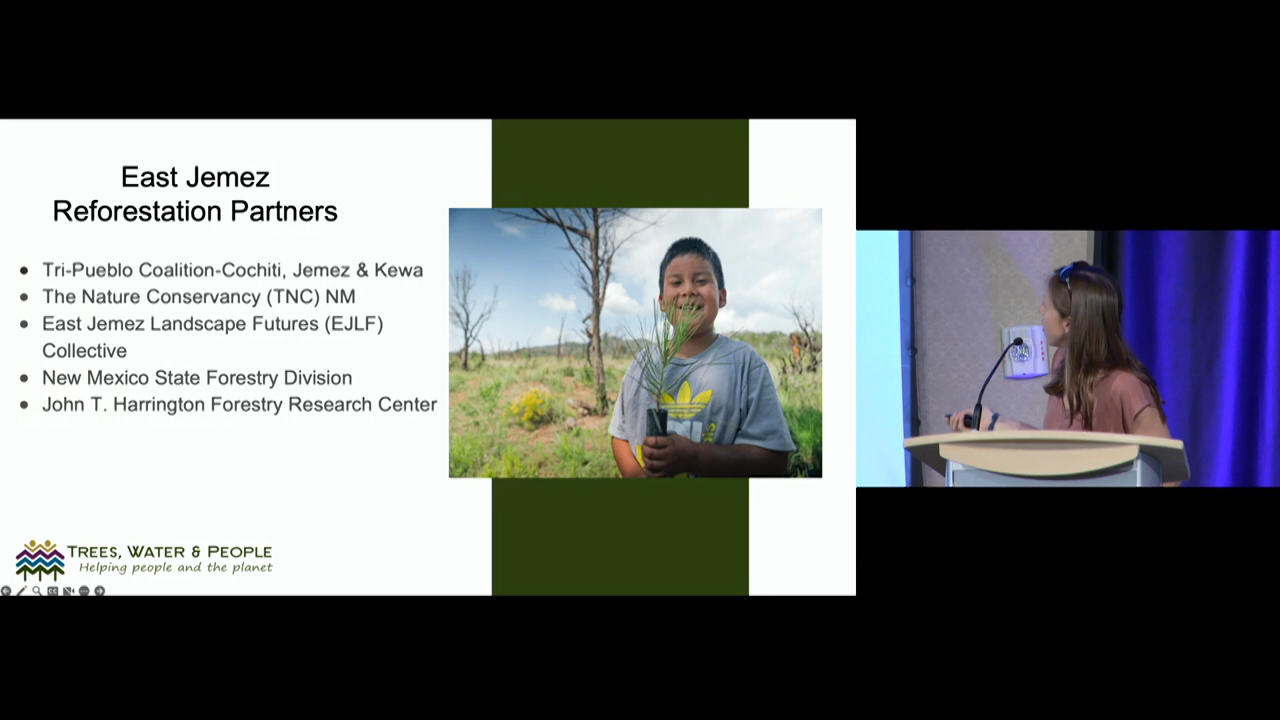 East Jemez
Reforestation Partners
• Tri-Pueblo Coalition-Cochiti, Jemez & Kewa
• The Nature Conservancy (TNC) NM
• East Jemez Landscape Futures (EJLF)
Collective
• New Mexico State Forestry Division
• John T. Harrington Forestry Research Center
TREES, WATER & PEOPLE
Helping people and the planet